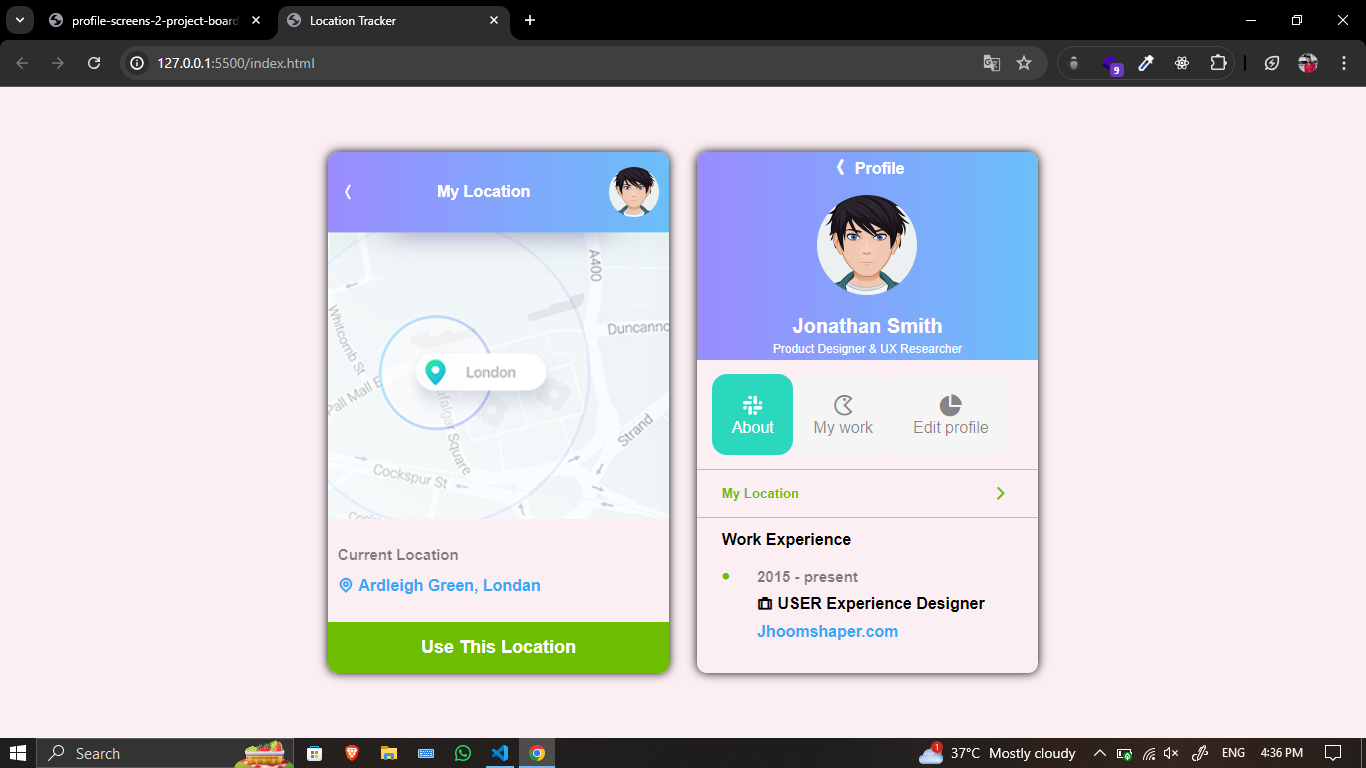 profile-screens-2-project-board
Location Tracker
127.0.0.1:5500/index.html
9
My Location
A400
Whitcomb St
Duncanno
London
Pall Mall E
Trafalgar Square
Strand
Cockspur St
Current Location
Ardleigh Green, Londan
Use This Location
Profile
Jonathan Smith
Product Designer & UX Researcher
About
My work
Edit profile
My Location
Work Experience
2015 - present
USER Experience Designer
Jhoomshaper.com
Search
1
37°C Mostly cloudy
ENG
4:36 PM